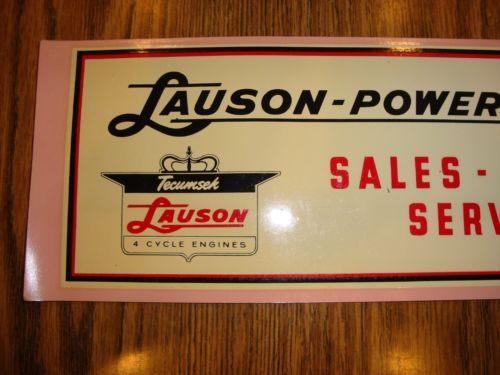 LAUSON-POWER
Tecumseh
LAUSON
4 CYCLE ENGINES
SALES -
SERV